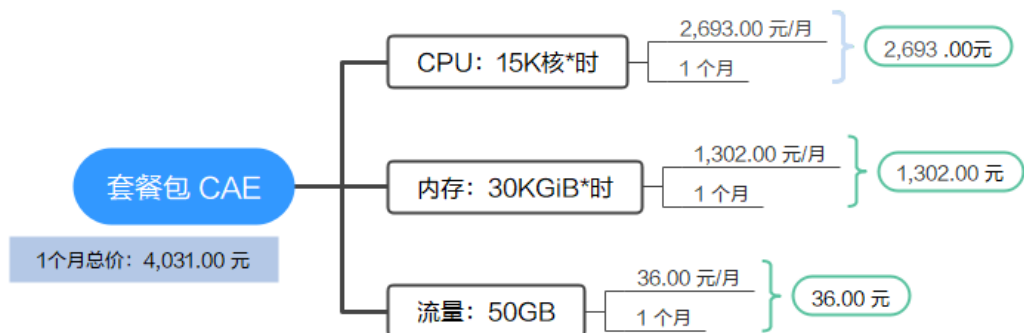 套餐包 CAE
1个月总价：4,031.00 元
CPU：15K核*时
2,693.00 元/月
1 个月
2,693 .00元
内存：30KGiB*时
1,302.00 元/月
1 个月
1,302.00 元
流量：50GB
36.00 元/月
1 个月
36.00 元